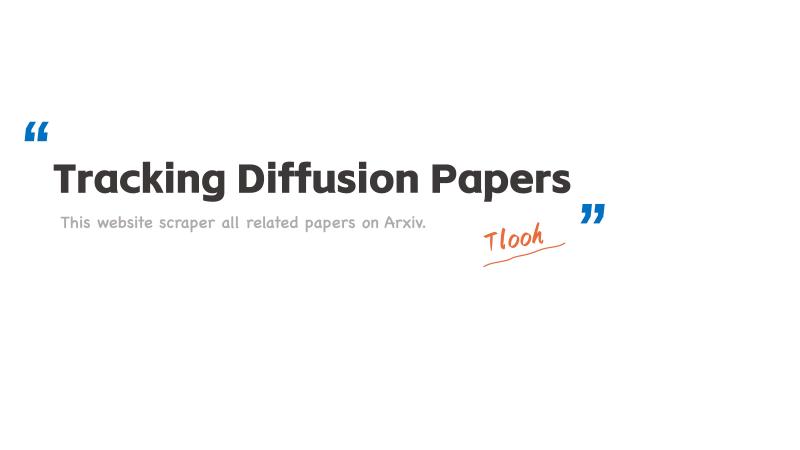 “
Tracking Diffusion Papers
”
This website scraper all related papers on Arxiv.
Tlooh